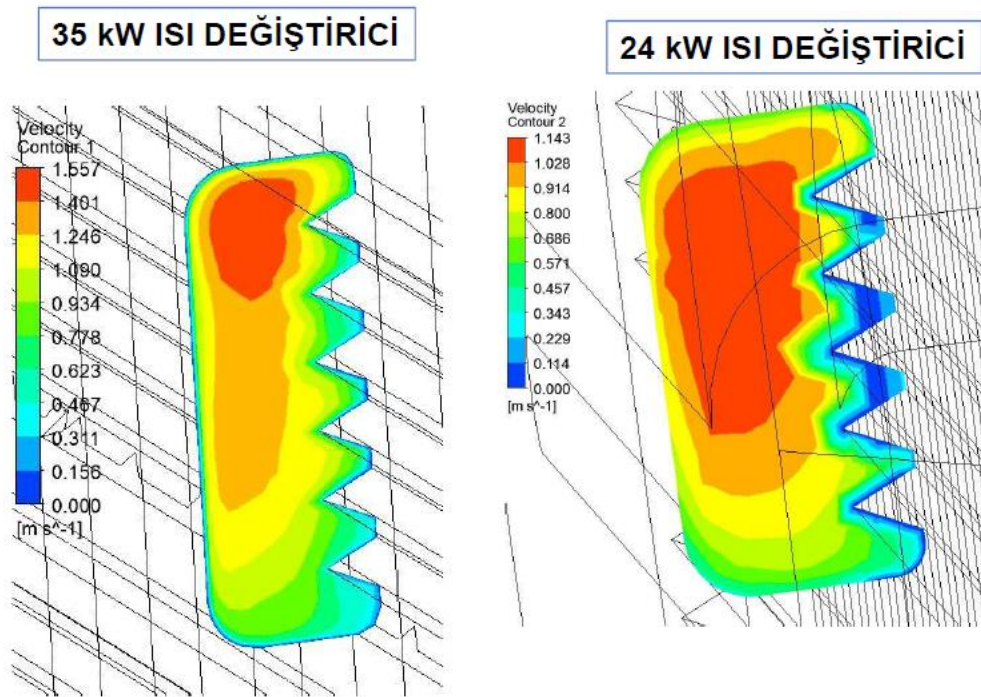 35 kW ISI DEĞİŞTİRİCİ
24 kW ISI DEĞİŞTİRİCİ
Velocity
Contour 1
1.557
1.401
1.246
1.090
0.934
0.778
0.623
0.467
0.311
0.156
0.000
[m s^-1]
Velocity
Contour 2
1.143
1.028
0.914
0.800
0.686
0.571
0.457
0.343
0.229
0.114
0.000
[m s^-1]